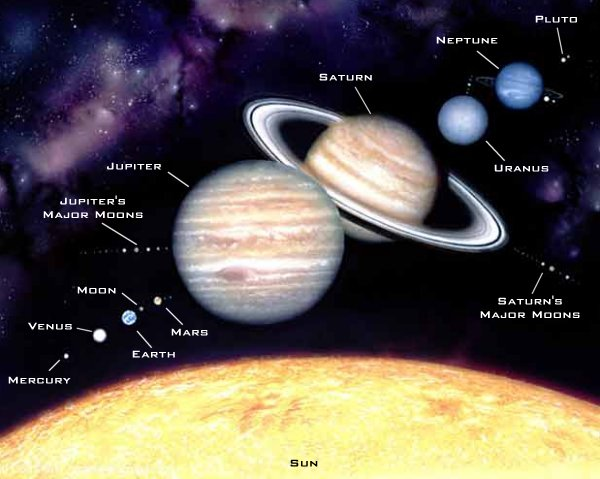 PLUTO
NEPTUNE
SATURN
URANUS
JUPITER
JUPITER'S
MAJOR MOONS
MOON
SATURN'S
MAJOR MOONS
VENUS
MARS
EARTH
MERCURY
SUN